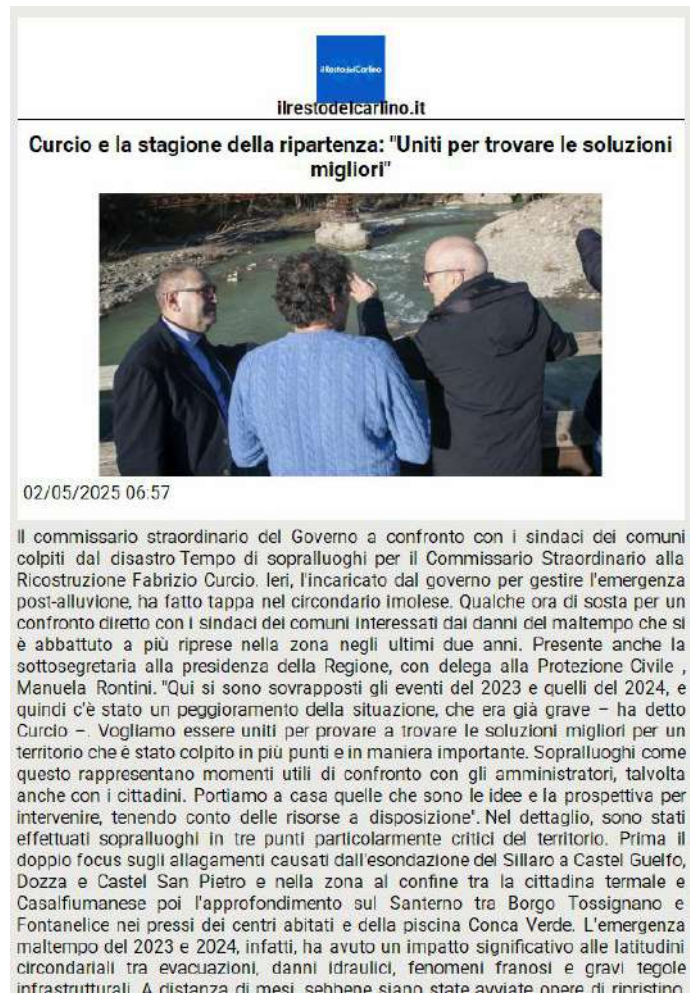 il Resto del Carlino
ilrestodelcarlino.it
Curcio e la stagione della ripartenza: "Uniti per trovare le soluzioni
migliori"
02/05/2025 06:57
Il commissario straordinario del Governo a confronto con i sindaci dei comuni
colpiti dal disastro Tempo di sopralluoghi per il Commissario Straordinario alla
Ricostruzione Fabrizio Curcio. Ieri, l'incaricato dal governo per gestire l'emergenza
post-alluvione, ha fatto tappa nel circondario imolese. Qualche ora di sosta per un
confronto diretto con i sindaci dei comuni interessati dai danni del maltempo che si
è abbattuto a più riprese nella zona negli ultimi due anni. Presente anche la
sottosegretaria alla presidenza della Regione, con delega alla Protezione Civile ,
Manuela Rontini. "Qui si sono sovrapposti gli eventi del 2023 e quelli del 2024, e
quindi c'è stato un peggioramento della situazione, che era già grave – ha detto
Curcio –. Vogliamo essere uniti per provare a trovare le soluzioni migliori per un
territorio che é stato colpito in più punti e in maniera importante. Sopralluoghi come
questo rappresentano momenti utili di confronto con gli amministratori, talvolta
anche con i cittadini. Portiamo a casa quelle che sono le idee e la prospettiva per
intervenire, tenendo conto delle risorse a disposizione". Nel dettaglio, sono stati
effettuati sopralluoghi in tre punti particolarmente critici del territorio. Prima il
doppio focus sugli allagamenti causati dall'esondazione del Sillaro a Castel Guelfo,
Dozza e Castel San Pietro e nella zona al confine tra la cittadina termale e
Casalfiumanese poi l'approfondimento sul Santerno tra Borgo Tossignano e
Fontanelice nei pressi dei centri abitati e della piscina Conca Verde. L'emergenza
maltempo del 2023 e 2024, infatti, ha avuto un impatto significativo alle latitudini
circondariali tra evacuazioni, danni idraulici, fenomeni franosi e gravi tegole
infrastrutturali. A distanza di mesi, sebbene siano state avviate opere di ripristino,